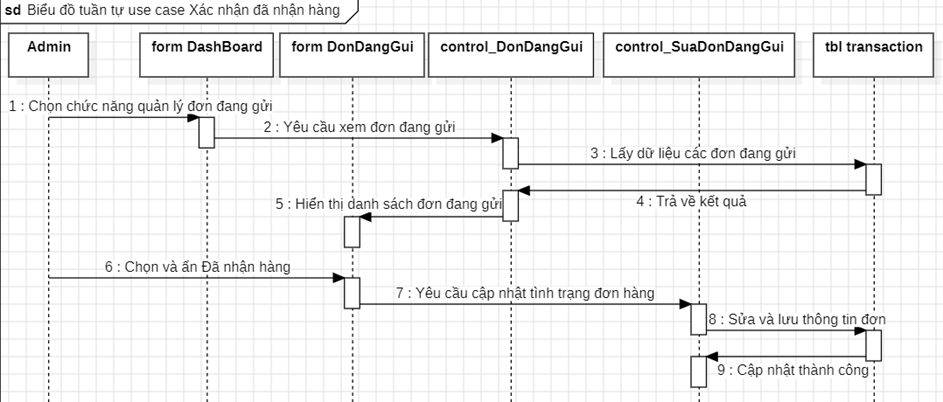 sd Biểu đồ tuần tự use case Xác nhận đã nhận hàng
Admin
form DashBoard
form DonDangGui
control_DonDangGui
control_SuaDonDangGui
tbl transaction
1 : Chọn chức năng quản lý đơn đang gửi
2 : Yêu cầu xem đơn đang gửi
3 : Lấy dữ liệu các đơn đang gửi
4 : Trả về kết quả
5 : Hiển thị danh sách đơn đang gửi
6 : Chọn và ấn Đã nhận hàng
7 : Yêu cầu cập nhật tình trạng đơn hàng
8 : Sửa và lưu thông tin đơn
9 : Cập nhật thành công